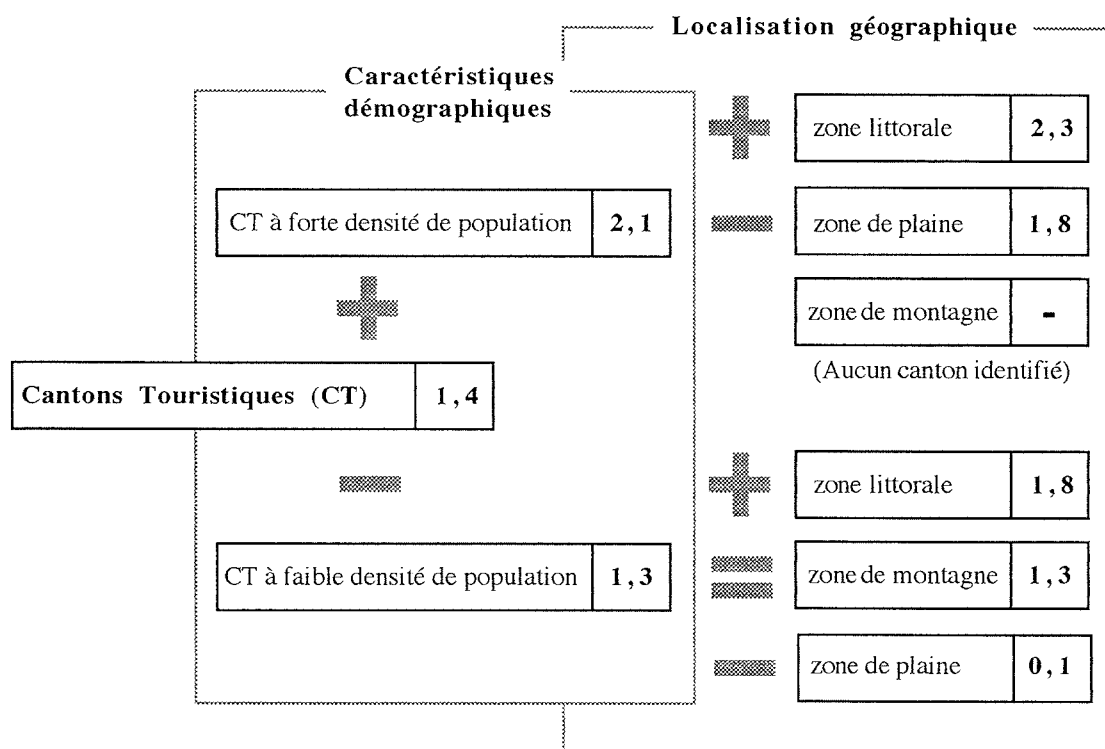 Localisation géographique
Caractéristiques
démographiques
zone littorale 2,3
CT à forte densité de population 2,1
zone de plaine 1,8
zone de montagne -
(Aucun canton identifié)
Cantons Touristiques (CT) 1,4
zone littorale 1,8
CT à faible densité de population 1,3
zone de montagne 1,3
zone de plaine 0,1